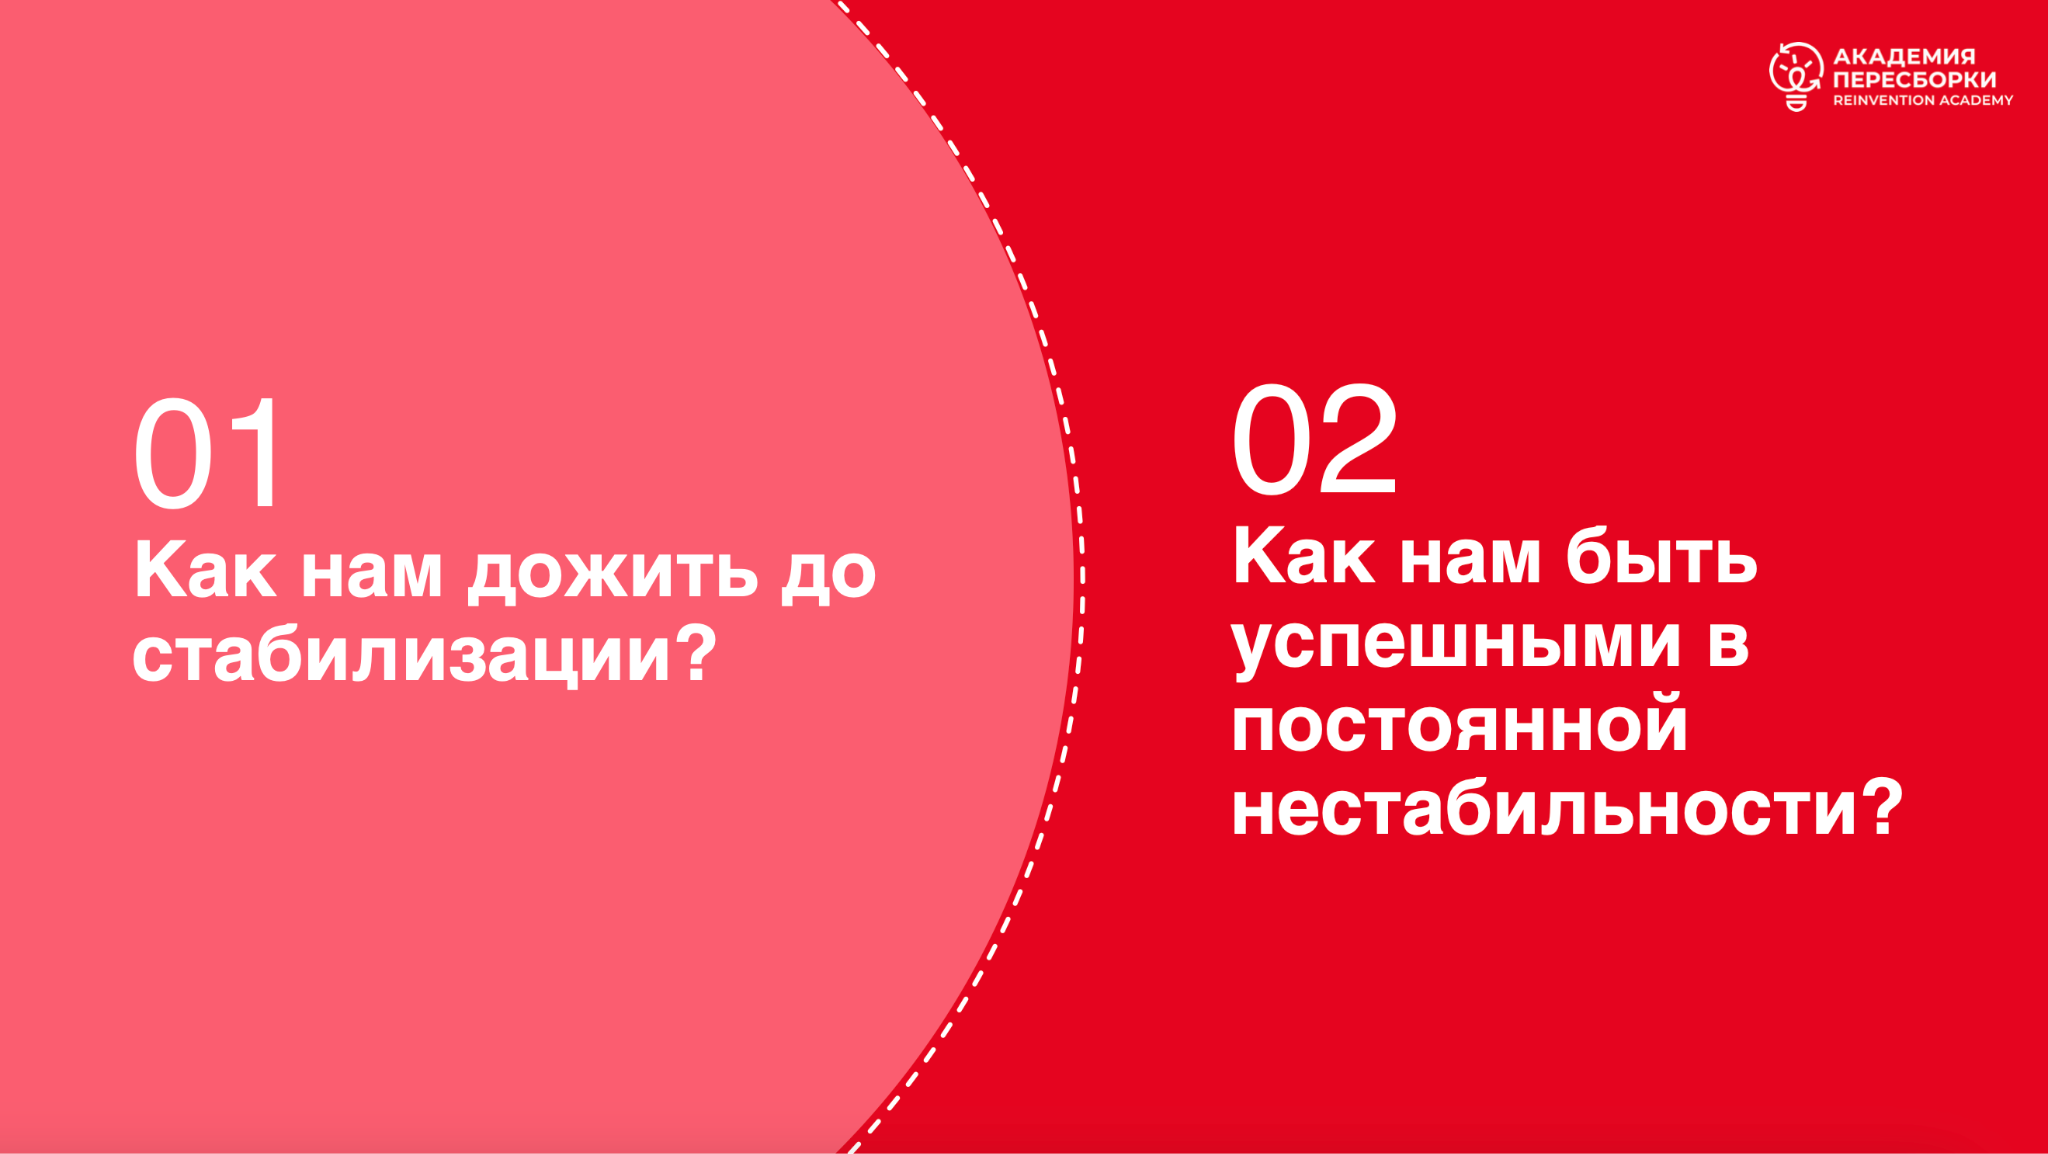 АКАДЕМИЯ
ПЕРЕСБОРКИ
REINVENTION ACADEMY
01
Как нам дожить до
стабилизации?
02
Как нам быть
успешными в
постоянной
нестабильности?